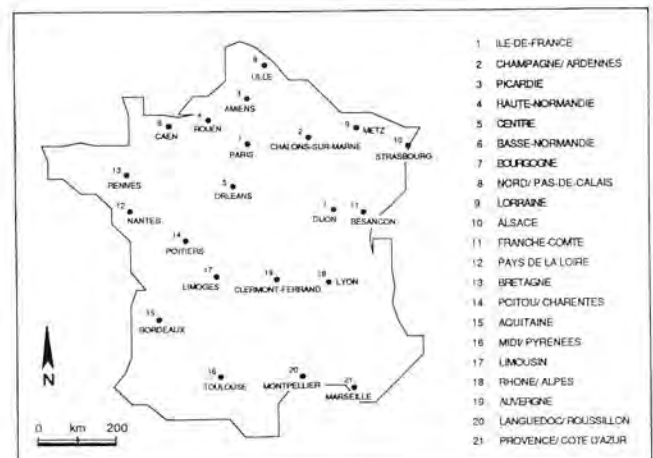 8
LILLE
3
AMIENS
6
CAEN
4
ROUEN
1
PARIS
2
CHALONS-SUR-MARNE
9
METZ
10
STRASBOURG
13
RENNES
5
ORLEANS
12
NANTES
DIJON
11
BESANCON
14
POITIERS
17
LIMOGES
19
CLERMONT-FERRAND
18
LYON
15
BORDEAUX
16
TOULOUSE
20
MONTPELLIER
21
MARSEILLE
N
0 km 200
1 ILE-DE-FRANCE
2 CHAMPAGNE/ ARDENNES
3 PICARDIE
4 HAUTE-NORMANDIE
5 CENTRE
6 BASSE-NORMANDIE
7 BOURGOGNE
8 NORD/ PAS-DE-CALAIS
9 LORRAINE
10 ALSACE
11 FRANCHE-COMTE
12 PAYS DE LA LOIRE
13 BRETAGNE
14 POITOU/ CHARENTES
15 AQUITAINE
16 MIDI/ PYRENEES
17 LIMOUSIN
18 RHONE/ ALPES
19 AUVERGNE
20 LANGUEDOC/ ROUSSILLON
21 PROVENCE/ COTE D'AZUR